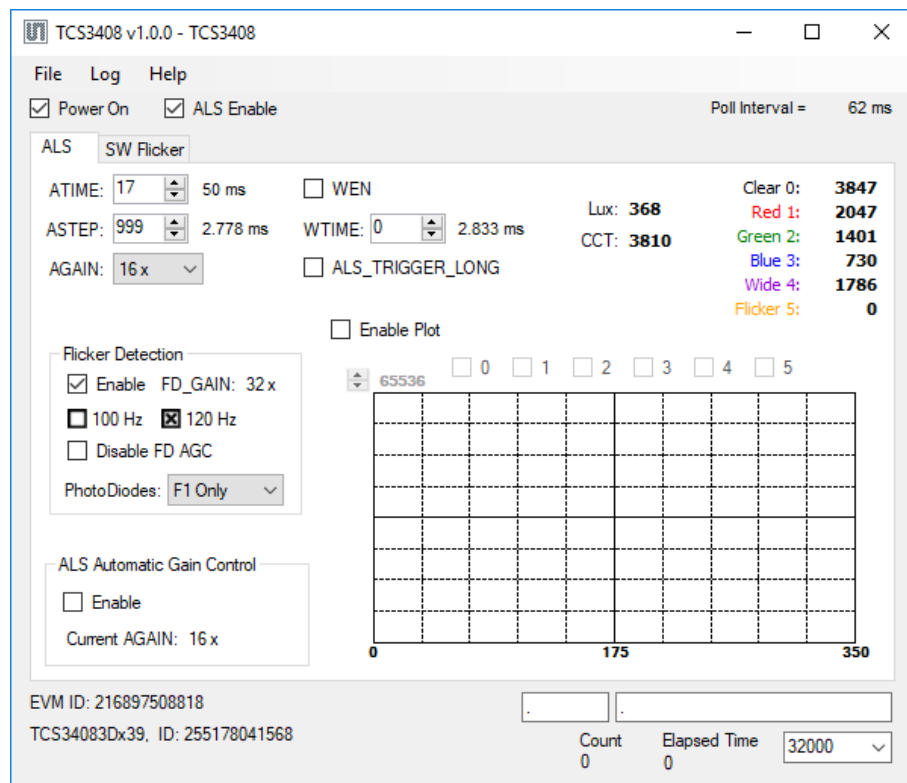 TCS3408 v1.0.0 - TCS3408
File Log Help
Power On ALS Enable Poll Interval = 62 ms
ALS SW Flicker
ATIME: 17 50 ms WEN Clear 0: 3847
Lux: 368 Red 1: 2047
ASTEP: 999 2.778 ms WTIME: 0 2.833 ms Green 2: 1401
CCT: 3810 Blue 3: 730
AGAIN: 16 x ALS_TRIGGER_LONG Wide 4: 1786
Flicker 5: 0
Enable Plot
Flicker Detection
Enable FD_GAIN: 32 x
65536 0 1 2 3 4 5
100 Hz 120 Hz
Disable FD AGC
PhotoDiodes: F1 Only
ALS Automatic Gain Control
Enable
Current AGAIN: 16 x
0 175 350
EVM ID: 216897508818 . .
TCS34083Dx39, ID: 255178041568
Count Elapsed Time 32000
0 0